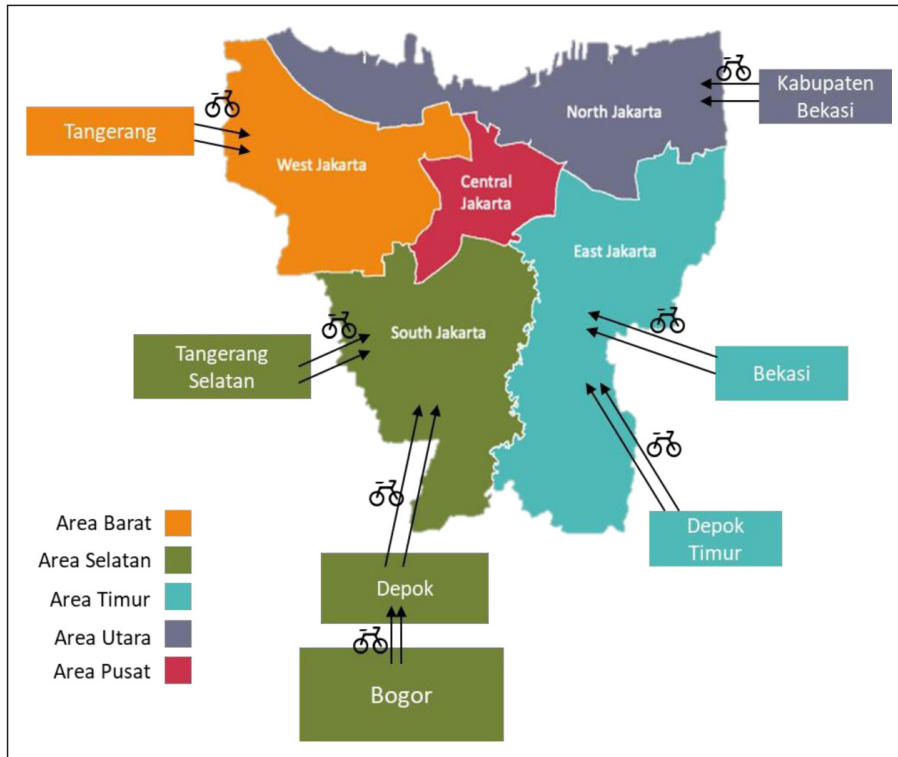 North Jakarta
Kabupaten
Bekasi
Tangerang
West Jakarta
Central
Jakarta
East Jakarta
South Jakarta
Tangerang
Selatan
Bekasi
Area Barat
Area Selatan
Area Timur
Area Utara
Area Pusat
Depok
Timur
Depok
Bogor